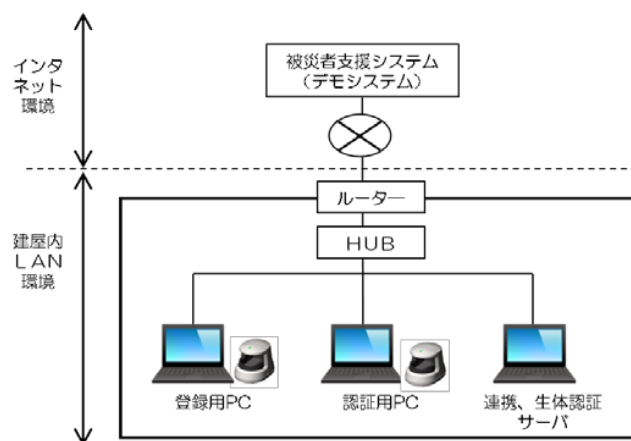 インタ
ネット
環境
被災者支援システム
（デモシステム）
ルーター
HUB
建屋内
LAN
環境
登録用PC
認証用PC
連携、生体認証
サーバ